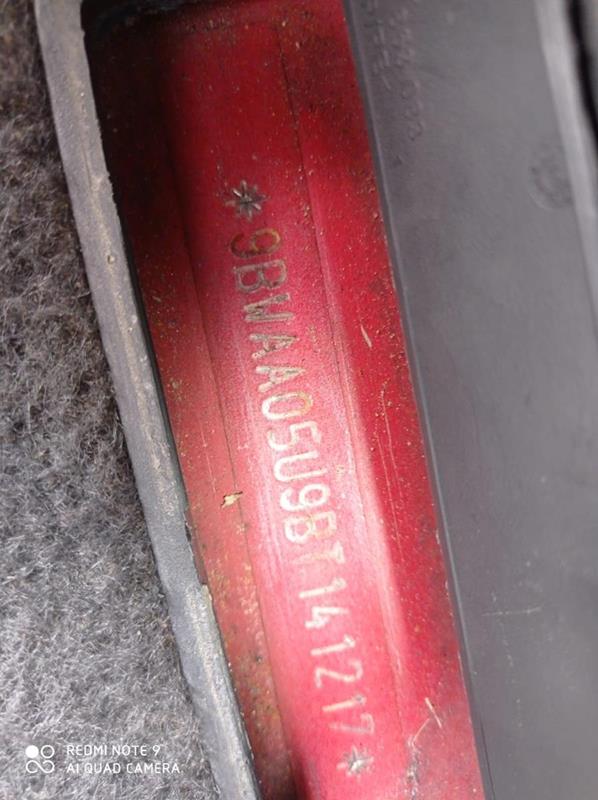 *9BWAA05U9BT141217*
REDMI NOTE 9
AI QUAD CAMERA